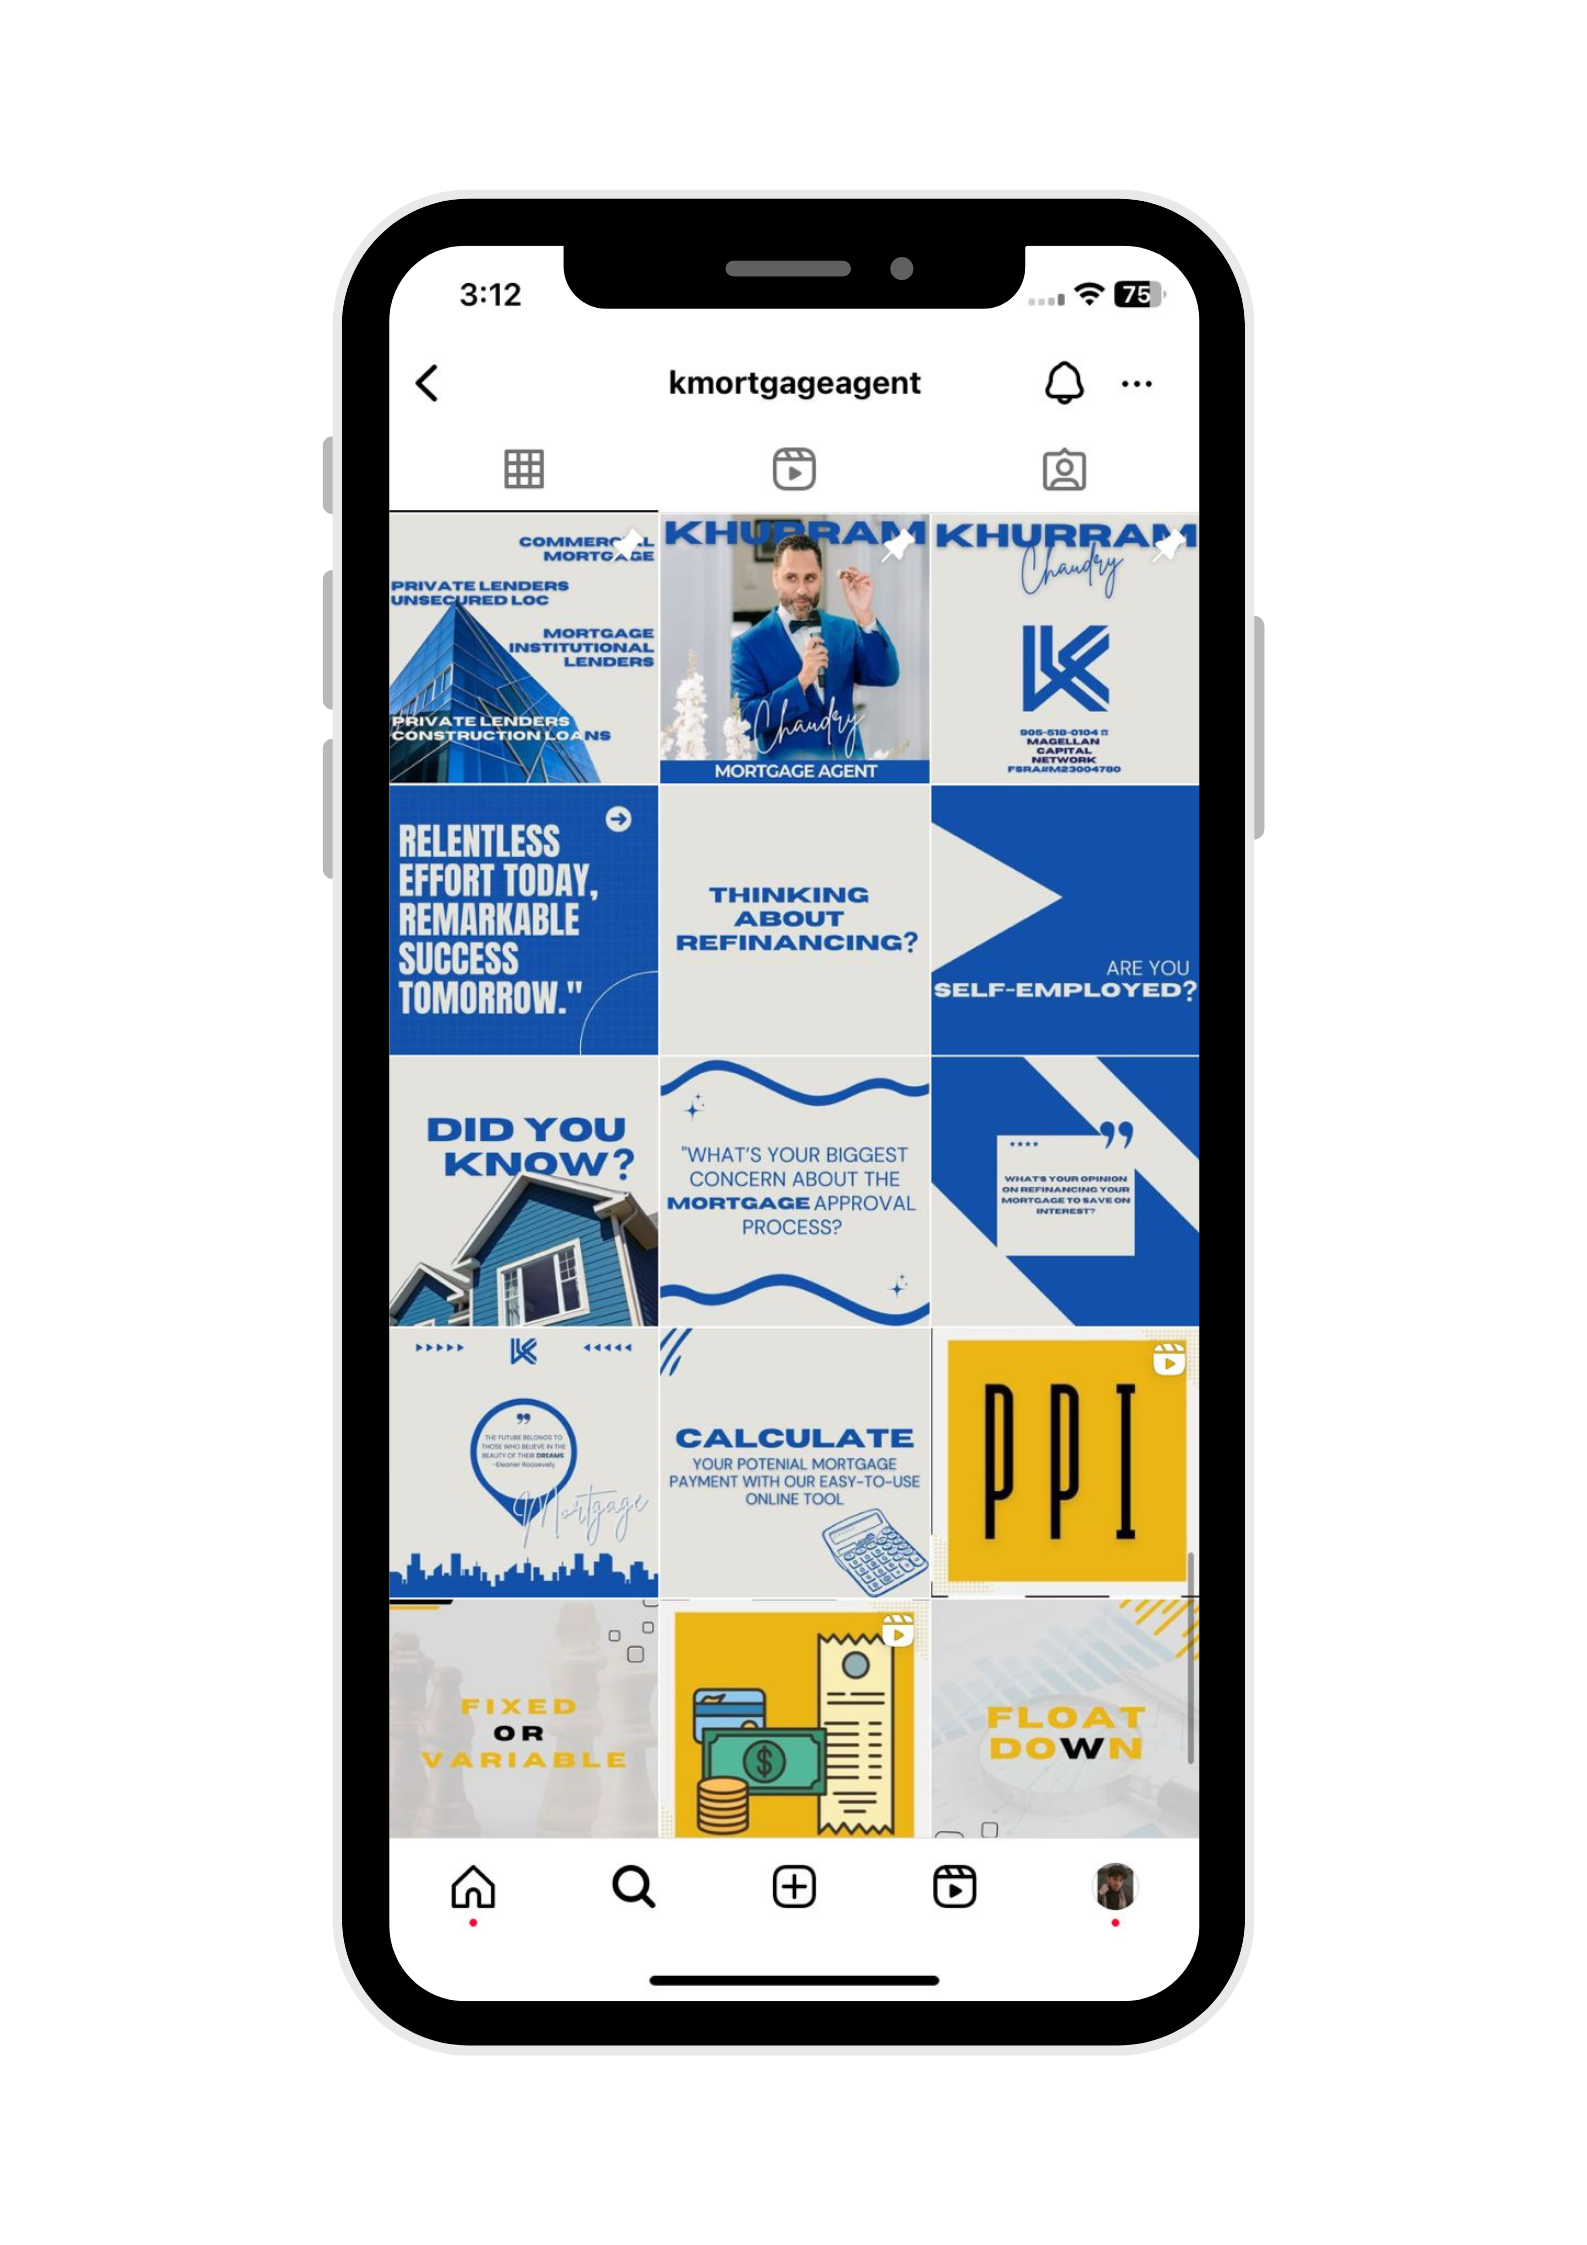 3:12
75
kmortgageagent
COMMERCIAL
MORTGAGE
PRIVATE LENDERS
UNSECURED LOC
MORTGAGE
INSTITUTIONAL
LENDERS
PRIVATE LENDERS
CONSTRUCTION LOANS
KHURRAM
Chaudry
MORTGAGE AGENT
KHURRAM
Chaudry
905-518-0104
MAGELLAN
CAPITAL
NETWORK
FSRA#M23004780
RELENTLESS
EFFORT TODAY,
REMARKABLE
SUCCESS
TOMORROW."
THINKING
ABOUT
REFINANCING?
ARE YOU
SELF-EMPLOYED?
DID YOU
KNOW?
"WHAT'S YOUR BIGGEST
CONCERN ABOUT THE
MORTGAGE APPROVAL
PROCESS?
WHAT'S YOUR OPINION
ON REFINANCING YOUR
MORTGAGE TO SAVE ON
INTEREST?
THE FUTURE BELONGS TO
THOSE WHO BELIEVE IN THE
BEAUTY OF THEIR DREAMS
-Eleaner Roosevely
Mortgage
CALCULATE
YOUR POTENIAL MORTGAGE
PAYMENT WITH OUR EASY-TO-USE
ONLINE TOOL
PPI
FIXED
OR
VARIABLE
$
FLOAT
DOWN